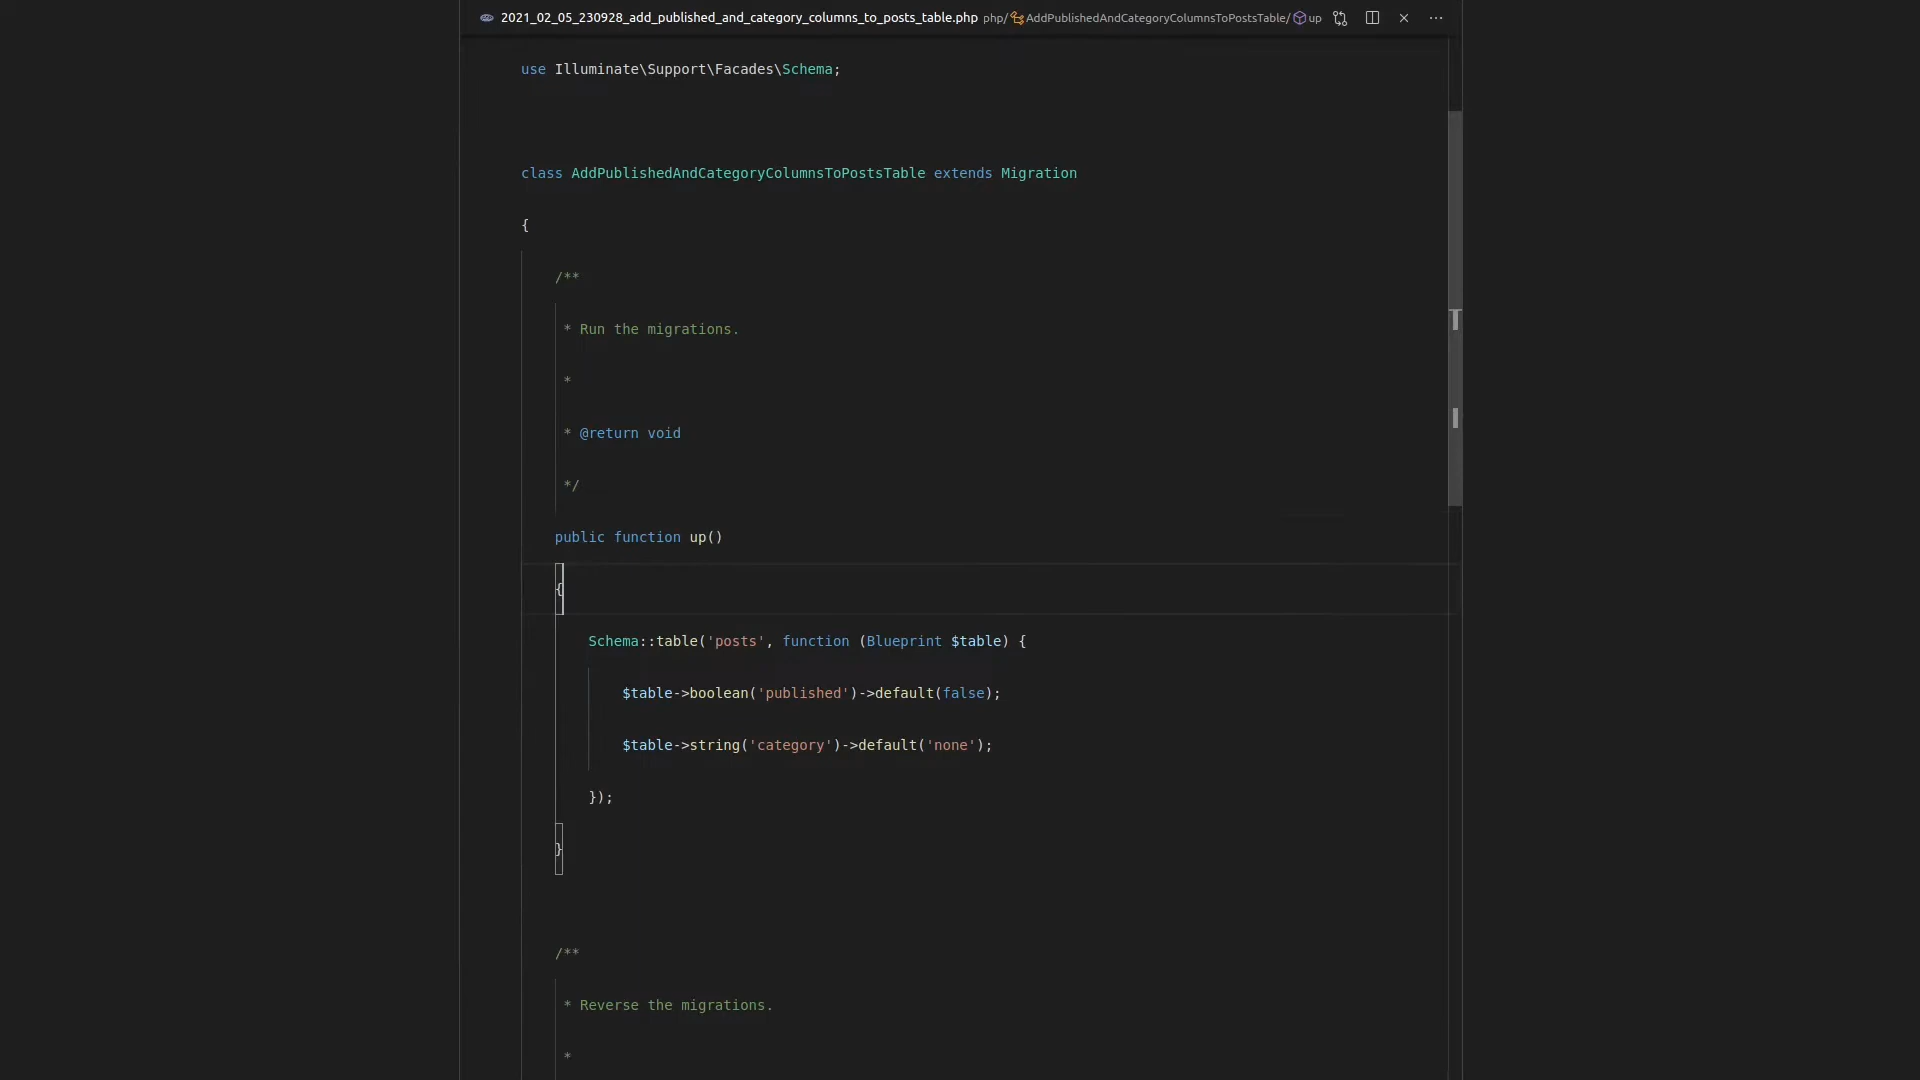 2021_02_05_230928_add_published_and_category_columns_to_posts_table.php php/ AddPublishedAndCategoryColumnsToPostsTable/ up
use Illuminate\Support\Facades\Schema;
class AddPublishedAndCategoryColumnsToPostsTable extends Migration
{
/**
* Run the migrations.
*
* @return void
*/
public function up()
{
Schema::table('posts', function (Blueprint $table) {
$table->boolean('published')->default(false);
$table->string('category')->default('none');
});
}
/**
* Reverse the migrations.
*